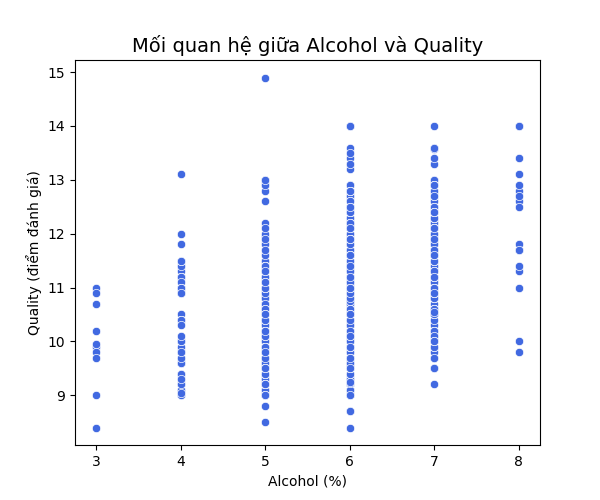 Mối quan hệ giữa Alcohol và Quality
15
14
13
12
11
10
9
Quality (điểm đánh giá)
3 4 5 6 7 8
Alcohol (%)